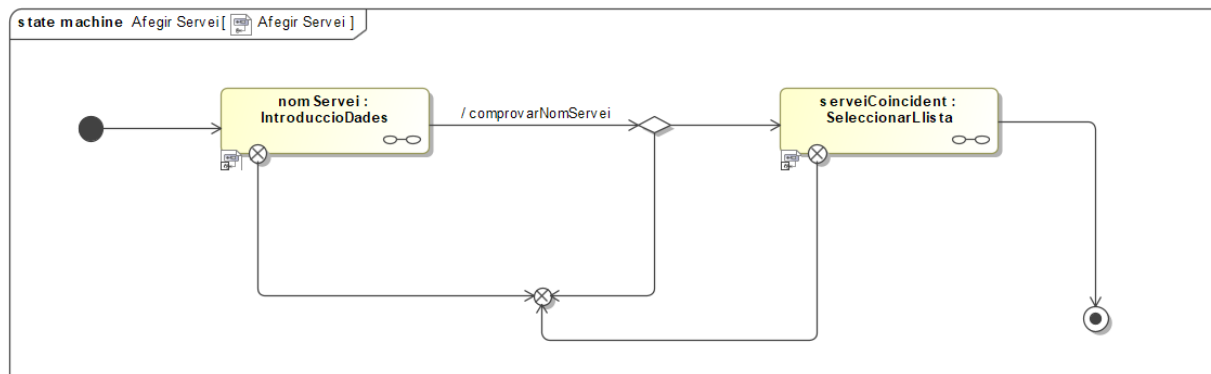 state machine Afegir Servei [ Afegir Servei ]
nomServei :
IntroduccioDades
/ comprovarNomServei
serveiCoincident :
SeleccionarLlista